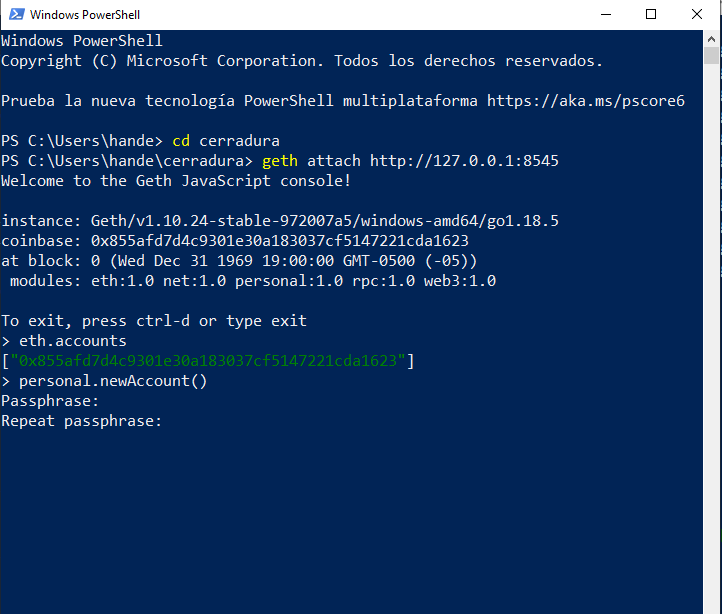 Windows PowerShell
Windows PowerShell
Copyright (C) Microsoft Corporation. Todos los derechos reservados.
Prueba la nueva tecnología PowerShell multiplataforma https://aka.ms/pscore6
PS C:\Users\hande> cd cerradura
PS C:\Users\hande\cerradura> geth attach http://127.0.0.1:8545
Welcome to the Geth JavaScript console!
instance: Geth/v1.10.24-stable-972007a5/windows-amd64/go1.18.5
coinbase: 0x855afd7d4c9301e30a183037cf5147221cda1623
at block: 0 (Wed Dec 31 1969 19:00:00 GMT-0500 (-05))
 modules: eth:1.0 net:1.0 personal:1.0 rpc:1.0 web3:1.0
To exit, press ctrl-d or type exit
> eth.accounts
["0x855afd7d4c9301e30a183037cf5147221cda1623"]
> personal.newAccount()
Passphrase:
Repeat passphrase: